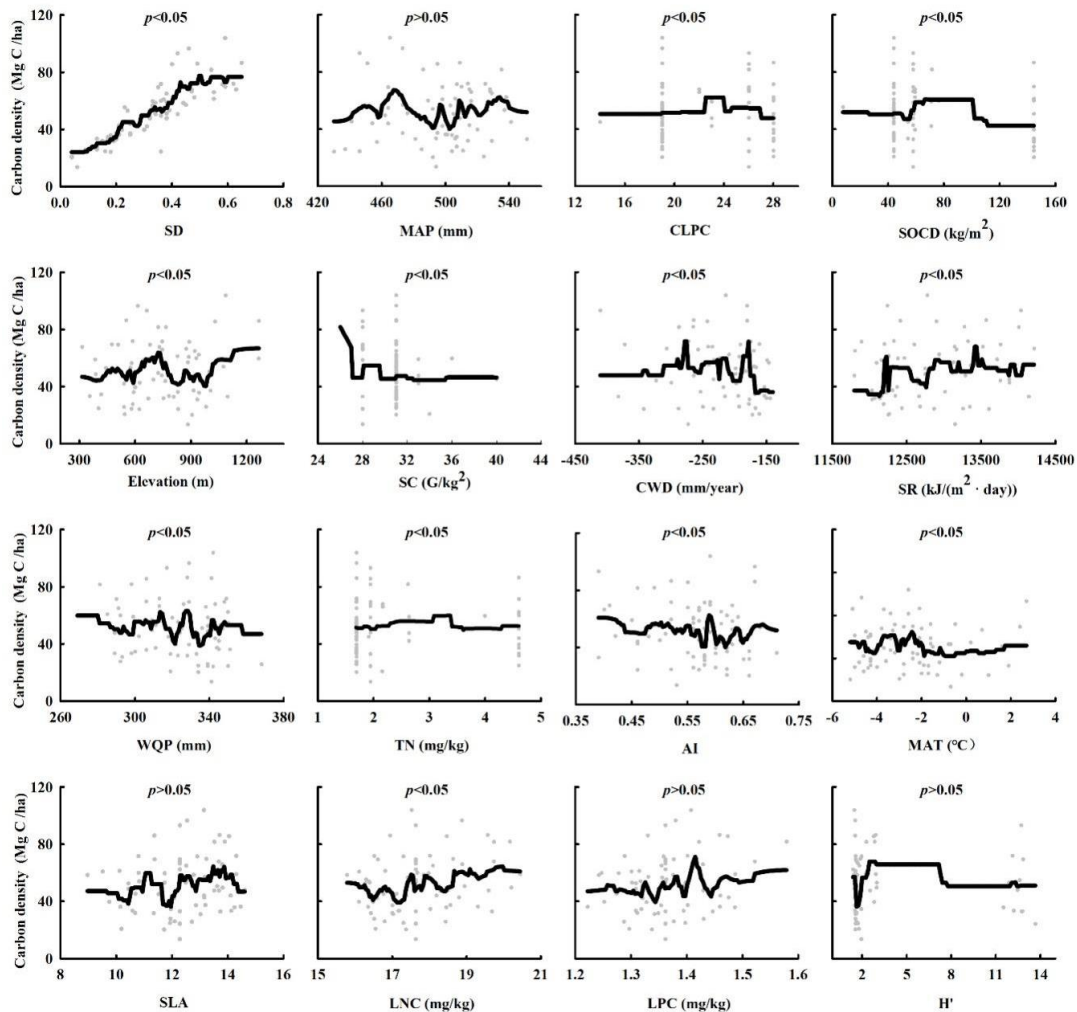 p<0.05 p>0.05 p<0.05 p<0.05
Carbon density (Mg C /ha)
120
80
40
0
0.0 0.2 0.4 0.6 0.8 420 460 500 540 12 16 20 24 28 0 40 80 120 160
SD MAP (mm) CLPC SOCD (kg/m²)
p<0.05 p<0.05 p<0.05 p<0.05
Carbon density (Mg C /ha)
120
80
40
0
300 600 900 1200 24 28 32 36 40 44 -450 -350 -250 -150 11500 12500 13500 14500
Elevation (m) SC (G/kg²) CWD (mm/year) SR (kJ/(m² · day))
p<0.05 p<0.05 p>0.05 p<0.05
Carbon density (Mg C /ha)
120
80
40
0
260 300 340 380 1 2 3 4 5 0.35 0.45 0.55 0.65 0.75 -6 -4 -2 0 2 4
WQP (mm) TN (mg/kg) AI MAT (°C)
p>0.05 p<0.05 p>0.05 p>0.05
Carbon density (Mg C /ha)
120
80
40
0
8 10 12 14 16 15 17 19 21 1.2 1.3 1.4 1.5 1.6 2 5 8 11 14
SLA LNC (mg/kg) LPC (mg/kg) H'